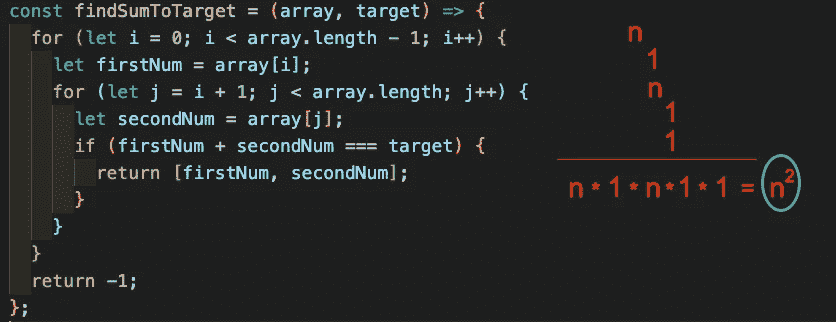 const findSumToTarget = (array, target) => {
for (let i = 0; i < array.length - 1; i++) {
n
let firstNum = array[i];
1
for (let j = i + 1; j < array.length; j++) {
n
let secondNum = array[j];
1
if (firstNum + secondNum === target) {
1
return [firstNum, secondNum];
n * 1 * n * 1 * 1 = n²
}
}
}
return -1;
};